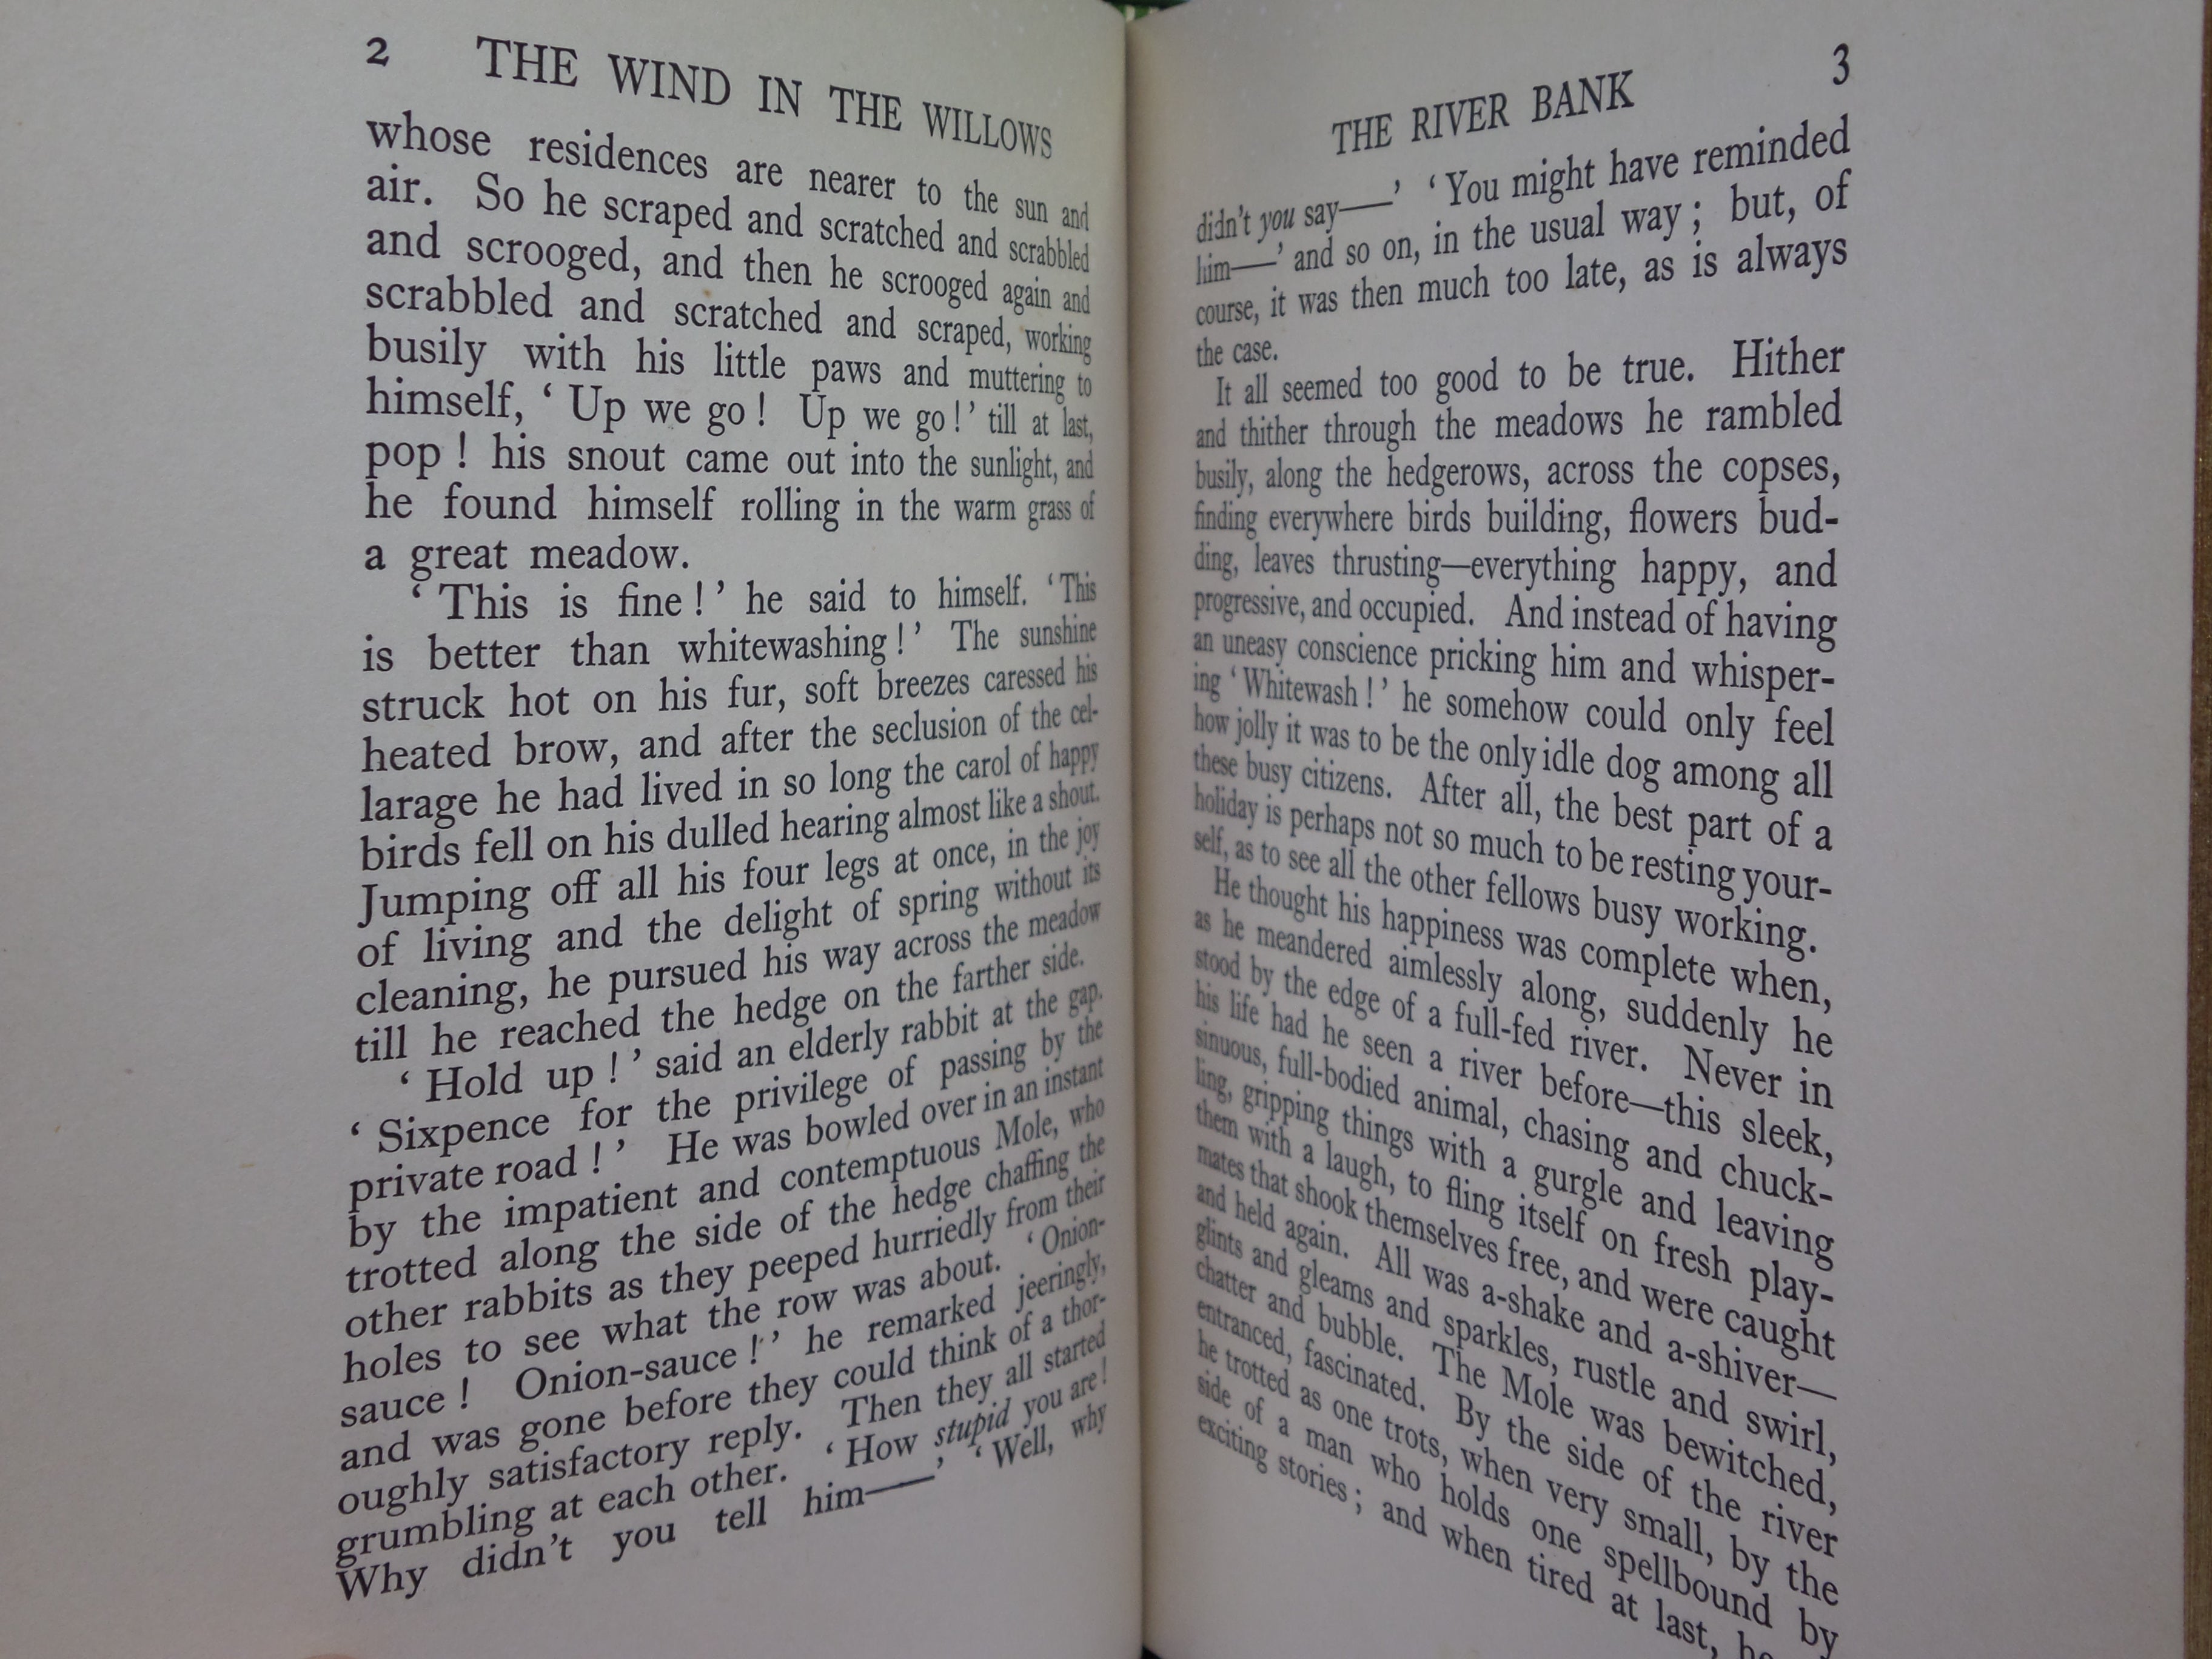 2 THE WIND IN THE WILLOWS
whose residences are nearer to the sun and
air. So he scraped and scratched and scrabbled
and scrooged, and then he scrooged again and
scrabbled and scratched and scraped, working
busily with his little paws and muttering to
himself, ‘ Up we go ! Up we go ! ’ till at last,
pop ! his snout came out into the sunlight, and
he found himself rolling in the warm grass of
a great meadow.
‘ This is fine ! ’ he said to himself. ‘ This
is better than whitewashing ! ’ The sunshine
struck hot on his fur, soft breezes caressed his
heated brow, and after the seclusion of the cel-
larage he had lived in so long the carol of happy
birds fell on his dulled hearing almost like a shout.
Jumping off all his four legs at once, in the joy
of living and the delight of spring without its
cleaning, he pursued his way across the meadow
till he reached the hedge on the farther side.
‘ Hold up ! ’ said an elderly rabbit at the gap.
‘ Sixpence for the privilege of passing by the
private road ! ’ He was bowled over in an instant
by the impatient and contemptuous Mole, who
trotted along the side of the hedge chaffing the
other rabbits as they peeped hurriedly from their
holes to see what the row was about. ‘ Onion-
sauce ! Onion-sauce ! ’ he remarked jeeringly,
and was gone before they could think of a thor-
oughly satisfactory reply. Then they all started
grumbling at each other. ‘ How stupid you are !
Why didn’t you tell him——’ ‘ Well, why
THE RIVER BANK 3
didn’t you say——’ ‘ You might have reminded
him——’ and so on, in the usual way ; but, of
course, it was then much too late, as is always
the case.
It all seemed too good to be true. Hither
and thither through the meadows he rambled
busily, along the hedgerows, across the copses,
finding everywhere birds building, flowers bud-
ding, leaves thrusting—everything happy, and
progressive, and occupied. And instead of having
an uneasy conscience pricking him and whisper-
ing ‘ Whitewash ! ’ he somehow could only feel
how jolly it was to be the only idle dog among all
these busy citizens. After all, the best part of a
holiday is perhaps not so much to be resting your-
self, as to see all the other fellows busy working.
He thought his happiness was complete when,
as he meandered aimlessly along, suddenly he
stood by the edge of a full-fed river. Never in
his life had he seen a river before—this sleek,
sinuous, full-bodied animal, chasing and chuck-
ling, gripping things with a gurgle and leaving
them with a laugh, to fling itself on fresh play-
mates that shook themselves free, and were caught
and held again. All was a-shake and a-shiver—
glints and gleams and sparkles, rustle and swirl,
chatter and bubble. The Mole was bewitched,
entranced, fascinated. By the side of the river
he trotted as one trots, when very small, by the
side of a man who holds one spellbound by
exciting stories ; and when tired at last, he